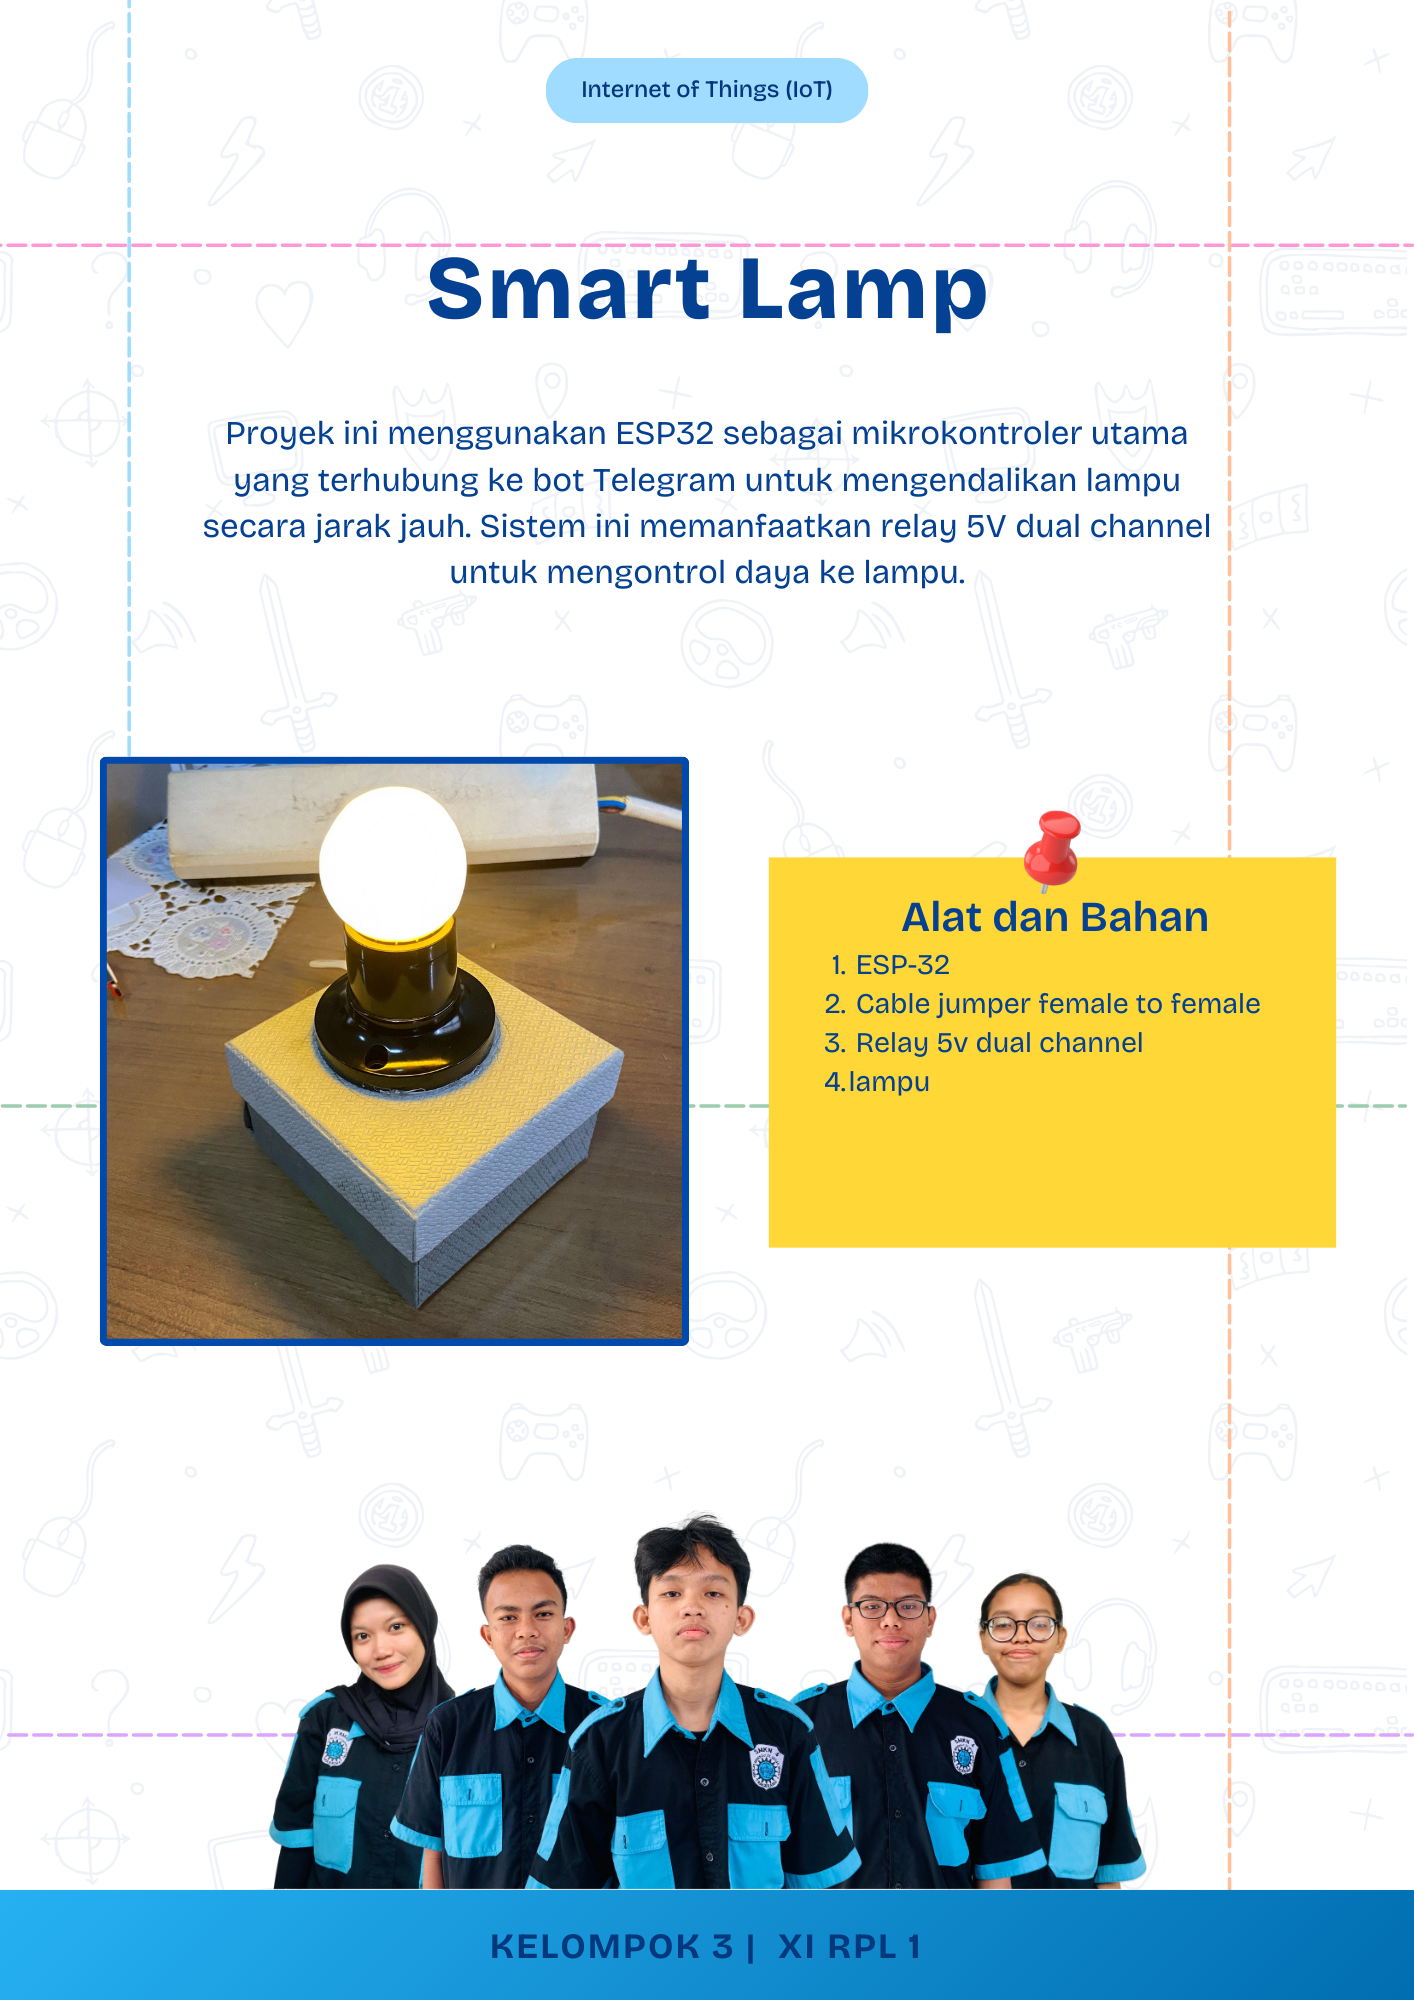 Internet of Things (IoT)
Smart Lamp
Proyek ini menggunakan ESP32 sebagai mikrokontroler utama
yang terhubung ke bot Telegram untuk mengendalikan lampu
secara jarak jauh. Sistem ini memanfaatkan relay 5V dual channel
untuk mengontrol daya ke lampu.
Alat dan Bahan
1. ESP-32
2. Cable jumper female to female
3. Relay 5v dual channel
4.lampu
KELOMPOK 3 | XI RPL 1